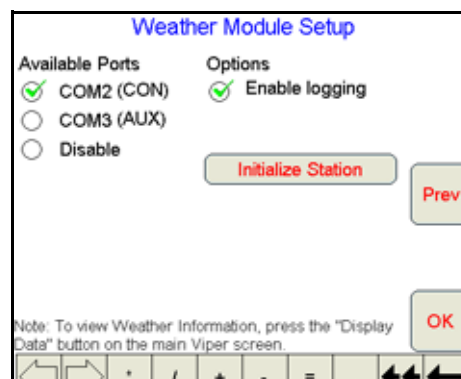 Weather Module Setup
Available Ports
Options
COM2 (CON)
Enable logging
COM3 (AUX)
Disable
Initialize Station
Prev
OK
Note: To view Weather Information, press the "Display
Data" button on the main Viper screen.